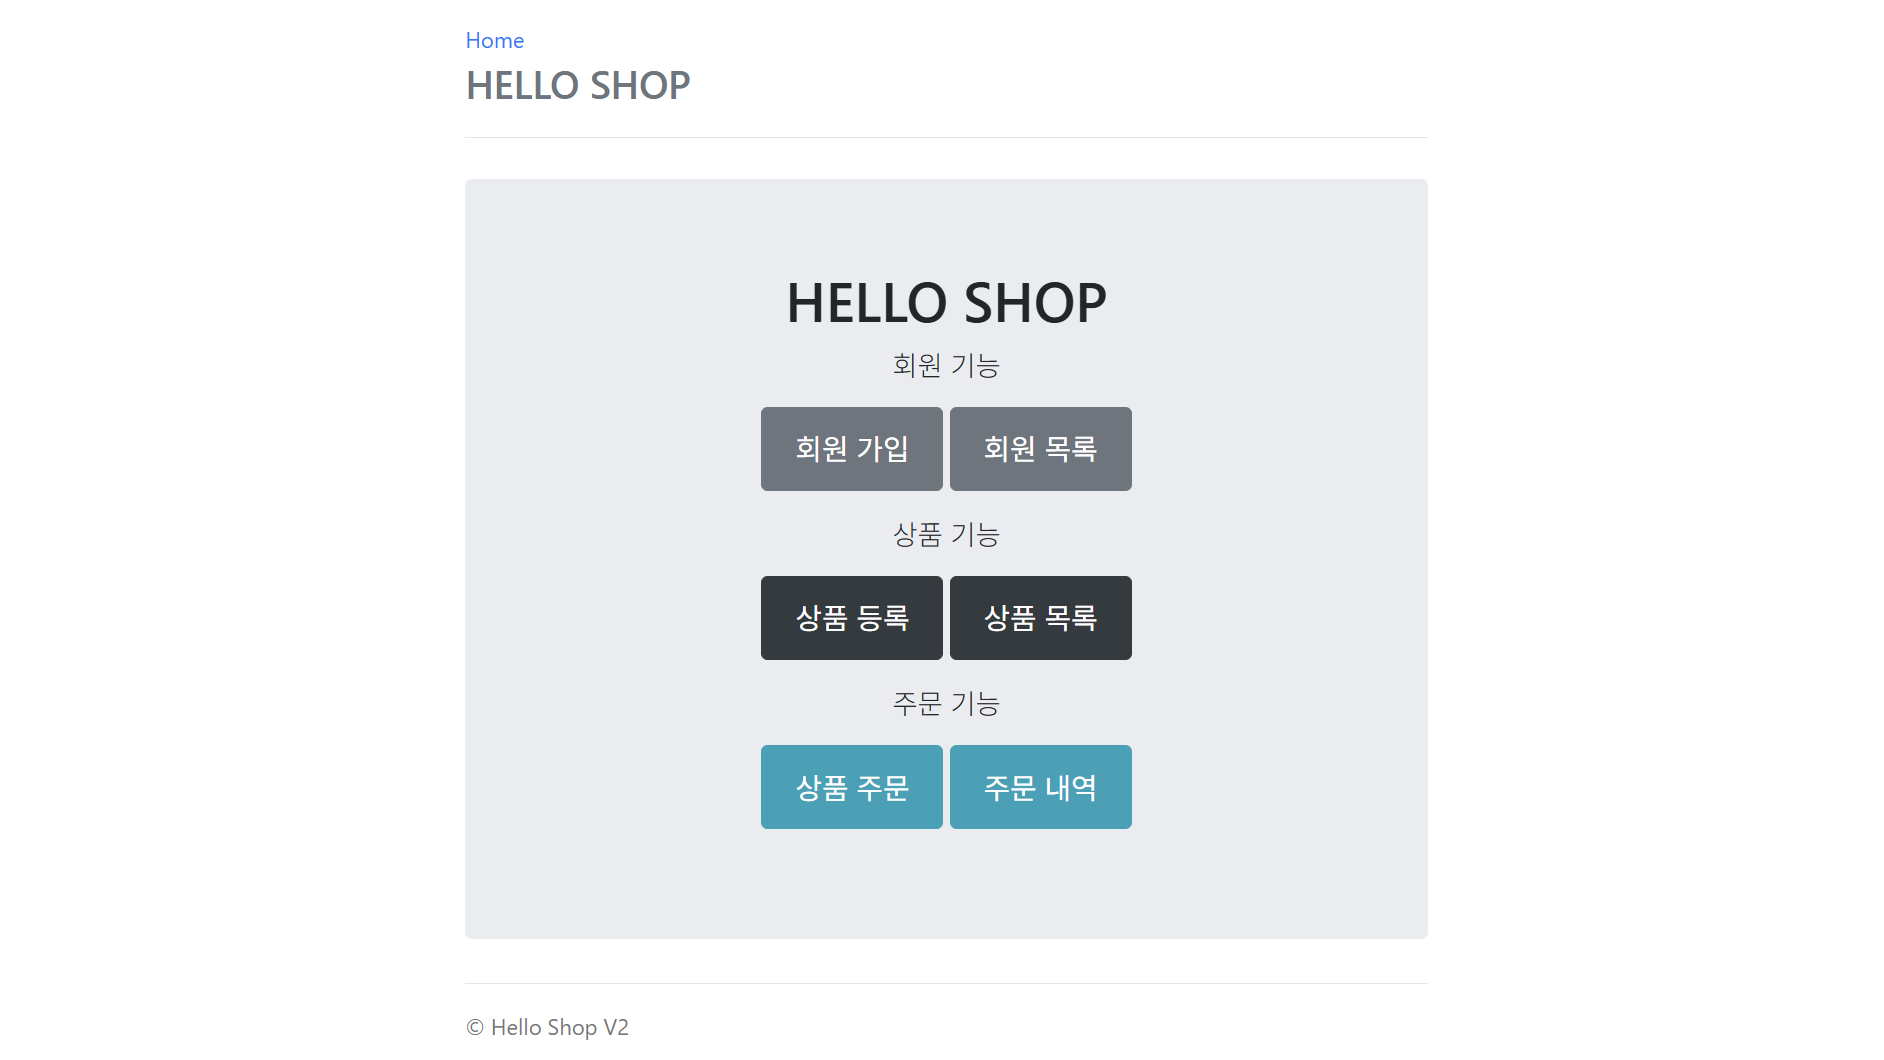 Home
HELLO SHOP
HELLO SHOP
회원 기능
회원 가입 회원 목록
상품 기능
상품 등록 상품 목록
주문 기능
상품 주문 주문 내역
© Hello Shop V2